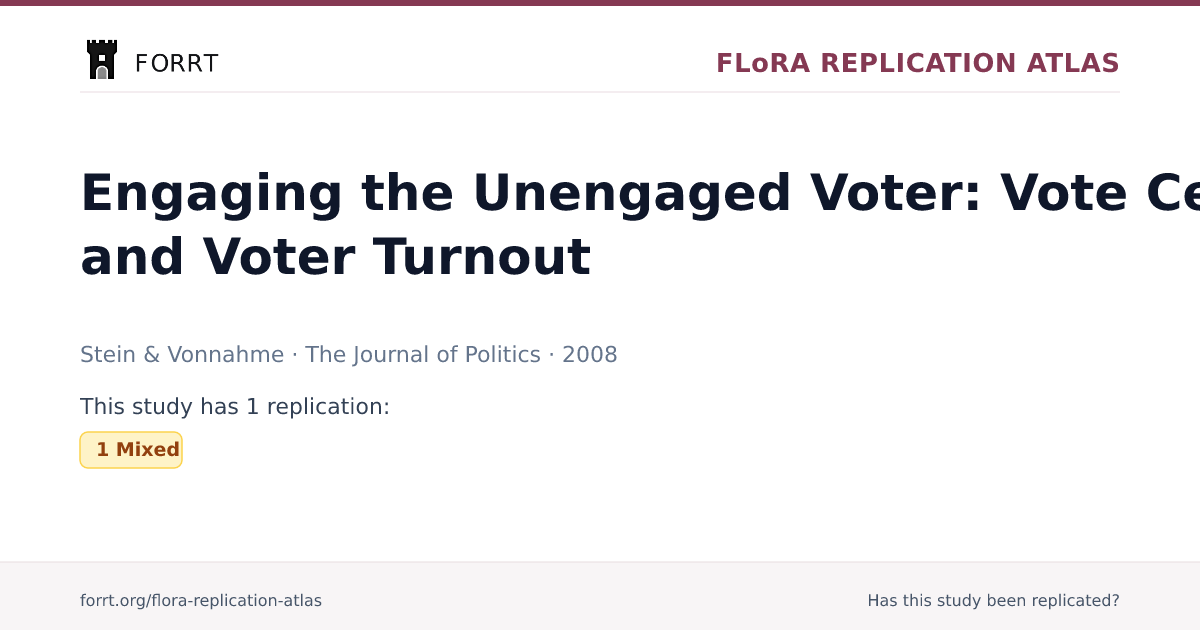 FORRT
FLoRA REPLICATION ATLAS
Engaging the Unengaged Voter: Vote Ce
and Voter Turnout
Stein & Vonnahme · The Journal of Politics · 2008
This study has 1 replication:
1 Mixed
forrt.org/flora-replication-atlas
Has this study been replicated?